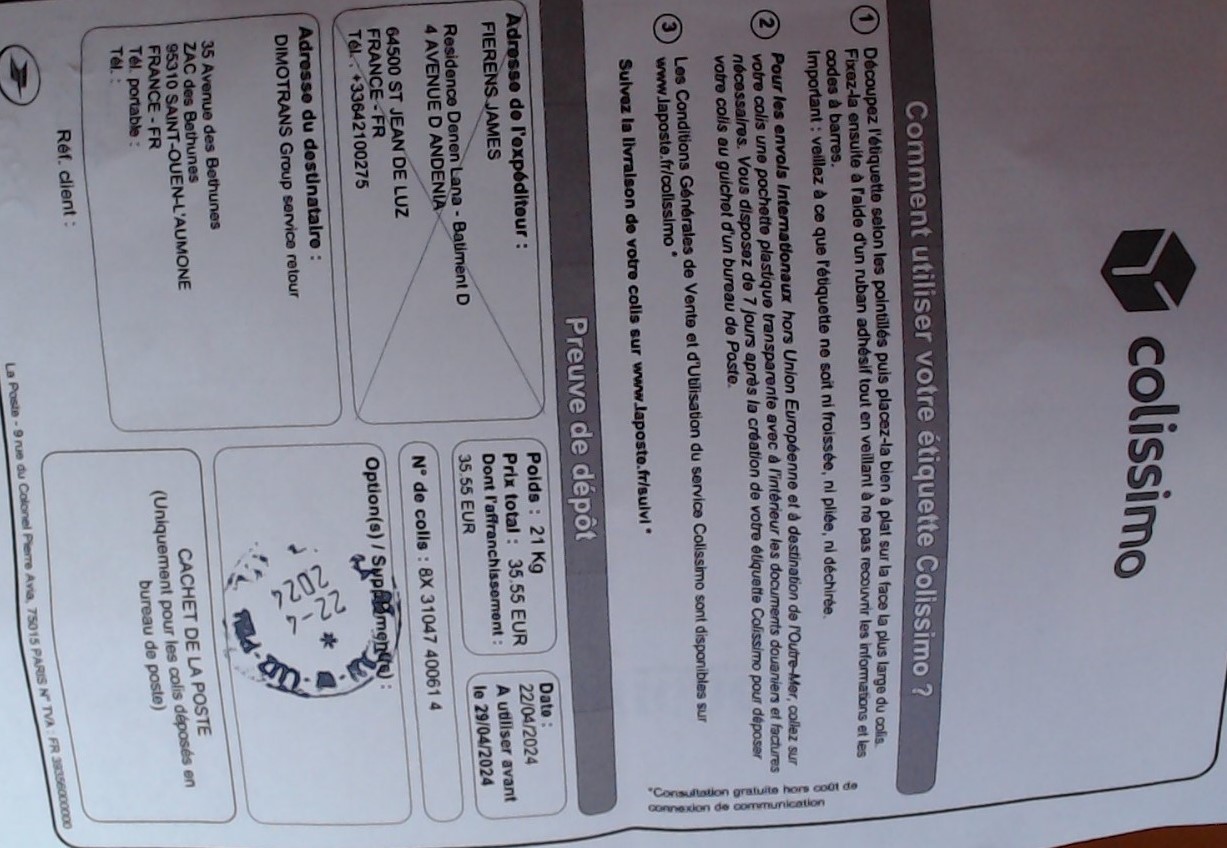 colissimo
Comment utiliser votre étiquette Colissimo ?
1 Découpez l'étiquette selon les pointillés puis placez-la bien à plat sur la face la plus large du colis.
Fixez-la ensuite à l'aide d'un ruban adhésif tout en veillant à ne pas recouvrir les informations et les
codes à barres.
Important : veillez à ce que l'étiquette ne soit ni froissée, ni pliée, ni déchirée.
2 Pour les envois Internationaux hors Union Européenne et à destination de l'Outre-Mer, collez sur
votre colis une pochette plastique transparente avec à l'intérieur les documents douaniers et factures
nécessaires. Vous disposez de 7 jours après la création de votre étiquette Colissimo pour déposer
votre colis au guichet d'un bureau de Poste.
3 Les Conditions Générales de Vente et d'Utilisation du service Colissimo sont disponibles sur
www.laposte.fr/colissimo *
Suivez la livraison de votre colis sur www.laposte.fr/suivi *
*Consultation gratuite hors coût de
connexion de communication
Preuve de dépôt
Adresse de l'expéditeur :
FIERENS JAMES
Residence Denen Lana - Batiment D
4 AVENUE D ANDENIA
64500 ST JEAN DE LUZ
FRANCE - FR
Tél. : +33642100275
Adresse du destinataire :
DIMOTRANS Group service retour
35 Avenue des Bethunes
ZAC des Bethunes
95310 SAINT-OUEN-L'AUMONE
FRANCE - FR
Tél. portable :
Tél. :
Réf. client :
Poids : 21 Kg
Prix total : 35.55 EUR
Dont l'affranchissement :
35.55 EUR
Date :
22/04/2024
A utiliser avant
le 29/04/2024
N° de colis : 8X 31047 40061 4
Option(s) / Supplément(s) :
CACHET DE LA POSTE
(Uniquement pour les colis déposés en
bureau de poste)
La Poste - 9 rue du Colonel Pierre Avia, 75015 PARIS N° TVA : FR 39356000000